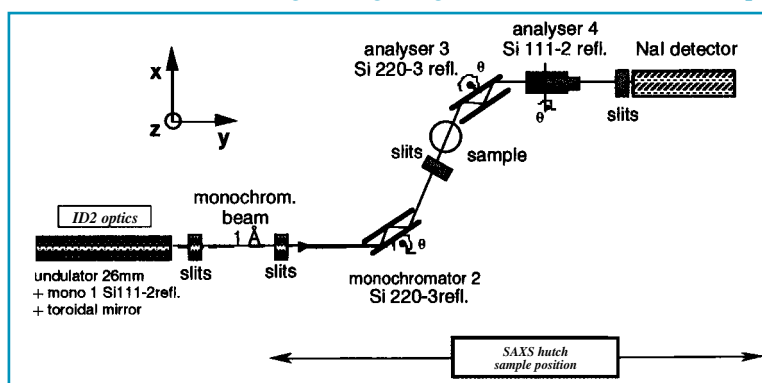 analyser 4
analyser 3
Si 111-2 refl.
NaI detector
Si 220-3 refl.
θ
x
θ
slits
z
y
slits
sample
monochrom.
beam
ID2 optics
1 Å
θ
slits
slits
undulator 26mm
+ mono 1 Si111-2refl.
+ toroidal mirror
monochromator 2
Si 220-3refl.
SAXS hutch
sample position